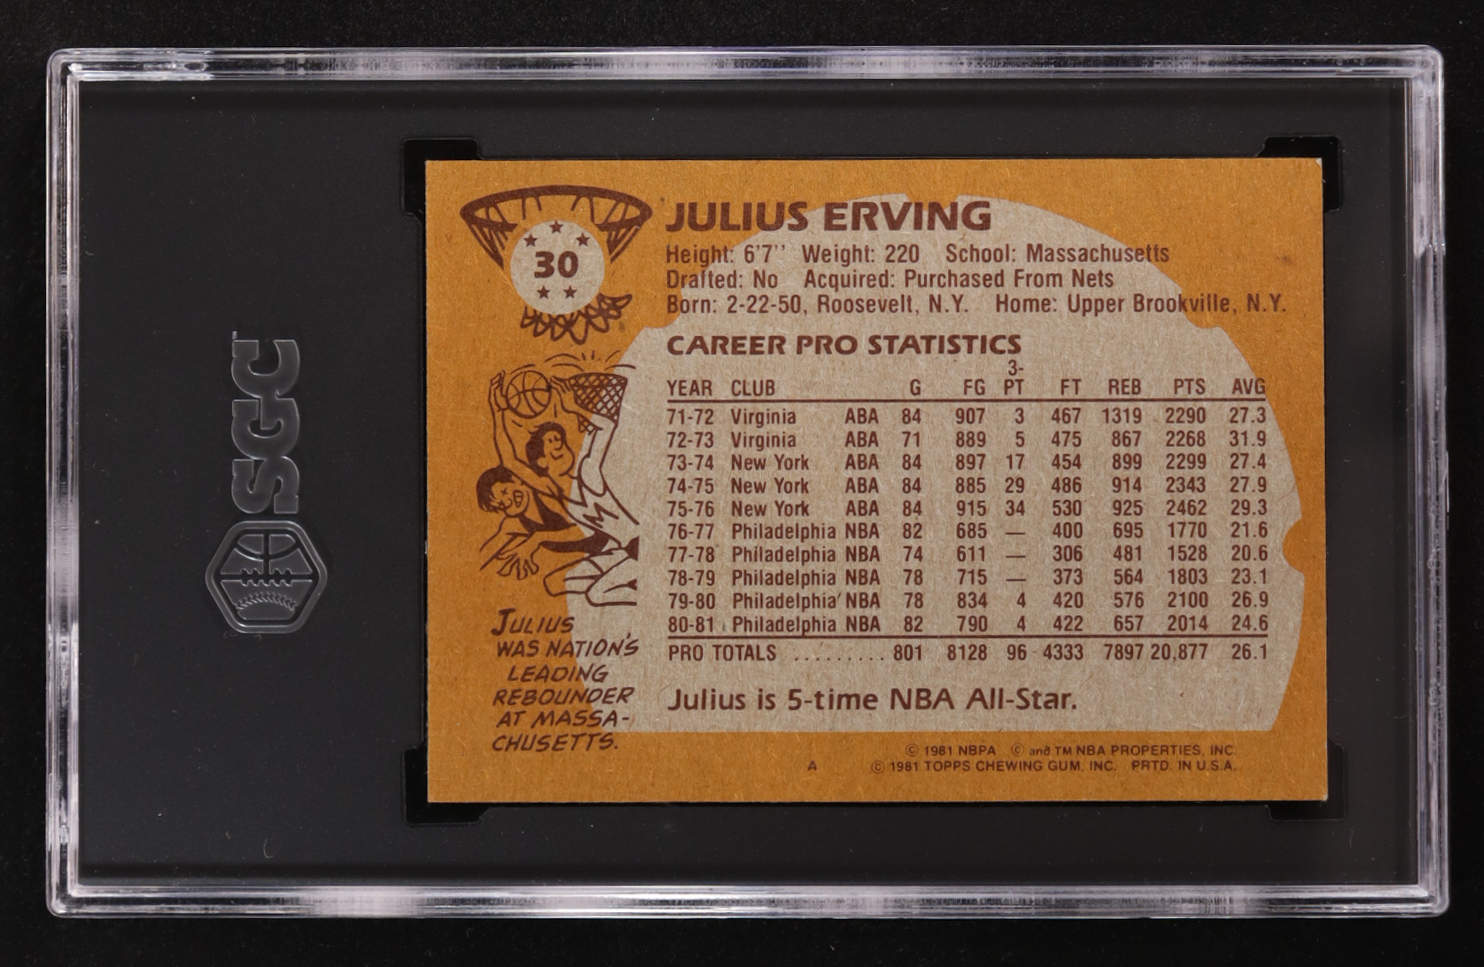 SGC
30
JULIUS ERVING
Height: 6'7'' Weight: 220 School: Massachusetts
Drafted: No Acquired: Purchased From Nets
Born: 2-22-50, Roosevelt, N.Y. Home: Upper Brookville, N.Y.
CAREER PRO STATISTICS
YEAR CLUB G FG 3-PT FT REB PTS AVG
71-72 Virginia ABA 84 907 3 467 1319 2290 27.3
72-73 Virginia ABA 71 889 5 475 867 2268 31.9
73-74 New York ABA 84 897 17 454 899 2299 27.4
74-75 New York ABA 84 885 29 486 914 2343 27.9
75-76 New York ABA 84 915 34 530 925 2462 29.3
76-77 Philadelphia NBA 82 685 — 400 695 1770 21.6
77-78 Philadelphia NBA 74 611 — 306 481 1528 20.6
78-79 Philadelphia NBA 78 715 — 373 564 1803 23.1
79-80 Philadelphia NBA 78 834 4 420 576 2100 26.9
80-81 Philadelphia NBA 82 790 4 422 657 2014 24.6
PRO TOTALS ......... 801 8128 96 4333 7897 20,877 26.1
Julius is 5-time NBA All-Star.
JULIUS
WAS NATION'S
LEADING
REBOUNDER
AT MASSA-
CHUSETTS.
© 1981 NBPA © and TM NBA PROPERTIES, INC.
A © 1981 TOPPS CHEWING GUM, INC. PRTD. IN U.S.A.